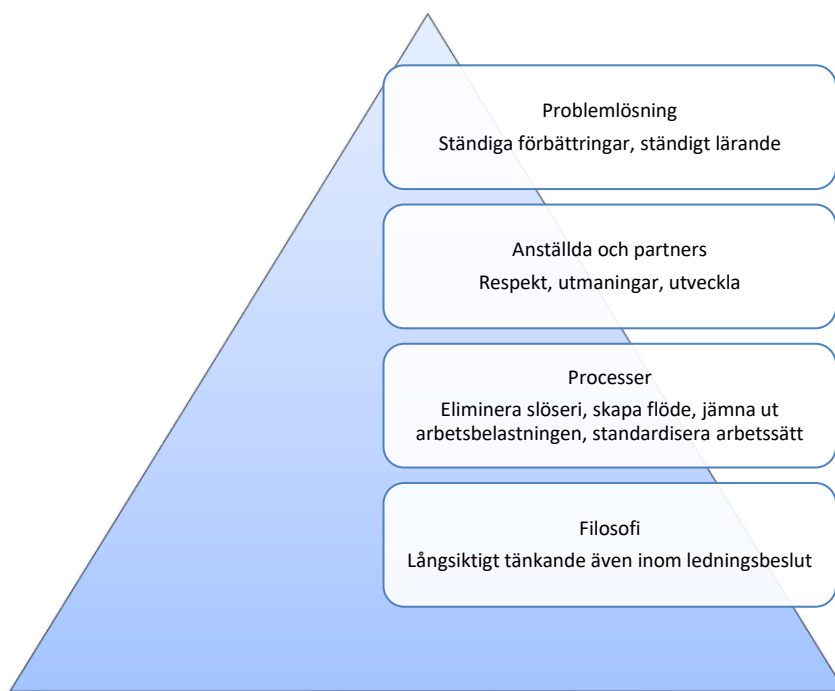 Problemlösning
Ständiga förbättringar, ständigt lärande
Anställda och partners
Respekt, utmaningar, utveckla
Processer
Eliminera slöseri, skapa flöde, jämna ut
arbetsbelastningen, standardisera arbetssätt
Filosofi
Långsiktigt tänkande även inom ledningsbeslut